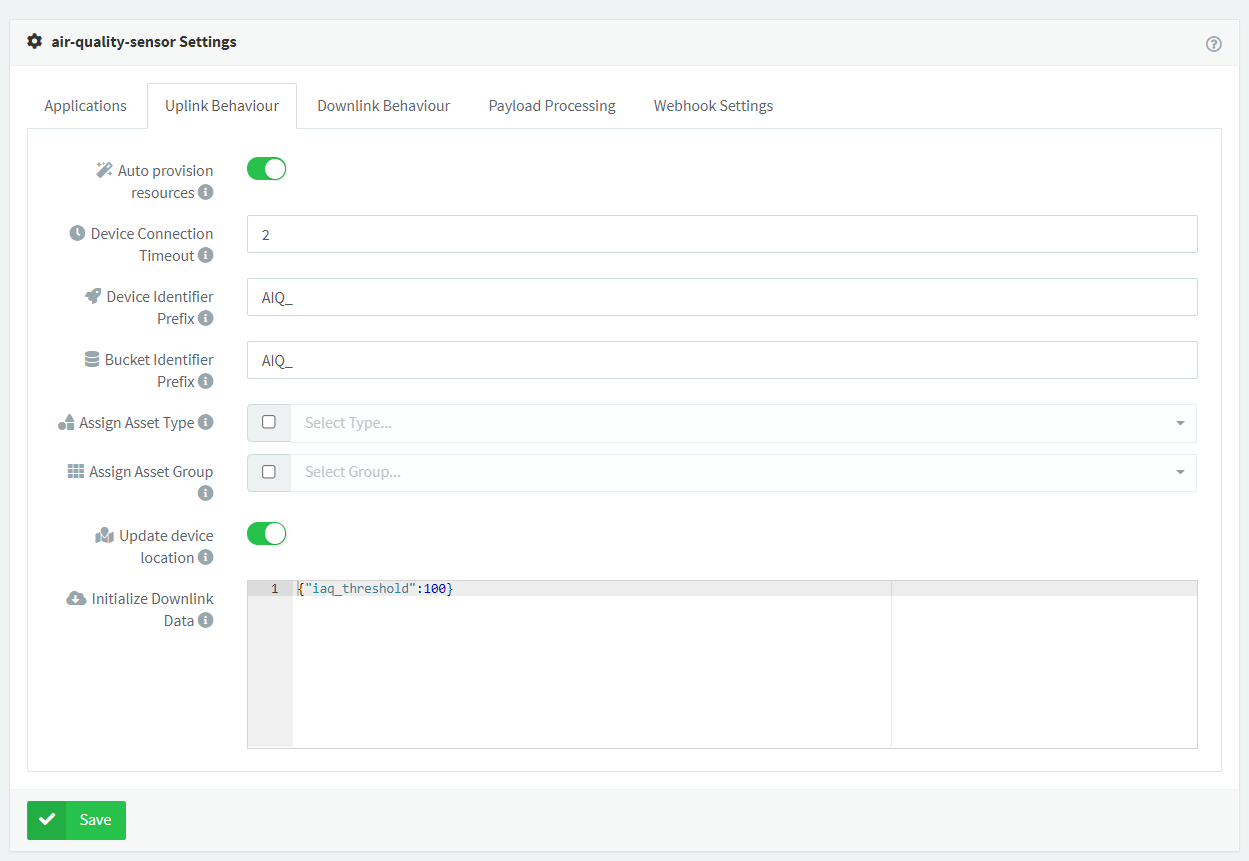 air-quality-sensor Settings
Applications
Uplink Behaviour
Downlink Behaviour
Payload Processing
Webhook Settings
Auto provision
resources
Device Connection
Timeout
2
Device Identifier
Prefix
AIQ_
Bucket Identifier
Prefix
AIQ_
Assign Asset Type
Select Type...
Assign Asset Group
Select Group...
Update device
location
Initialize Downlink
Data
1
{"iaq_threshold":100}
Save